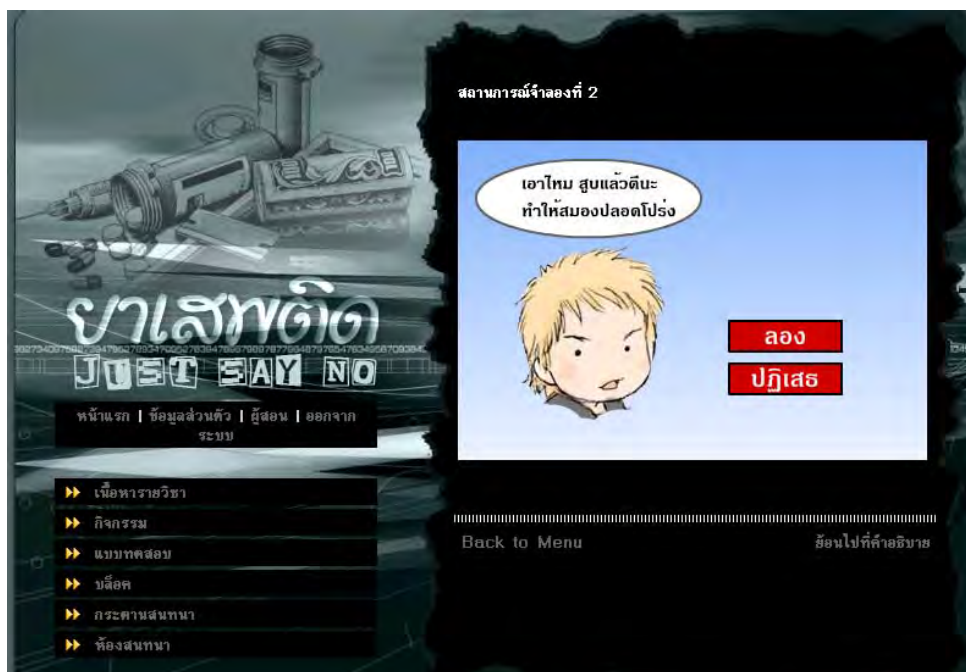 ยาเสพติด
JUST SAY NO
หน้าแรก | ข้อมูลส่วนตัว | ผู้สอน | ออกจาก
ระบบ
เนื้อหารายวิชา
กิจกรรม
แบบทดสอบ
บล็อค
กระดานสนทนา
ห้องสนทนา
สถานการณ์จำลองที่ 2
เอาไหม สูบแล้วดีนะ
ทำให้สมองปลอดโปร่ง
ลอง
ปฏิเสธ
Back to Menu
ย้อนไปที่คำอธิบาย